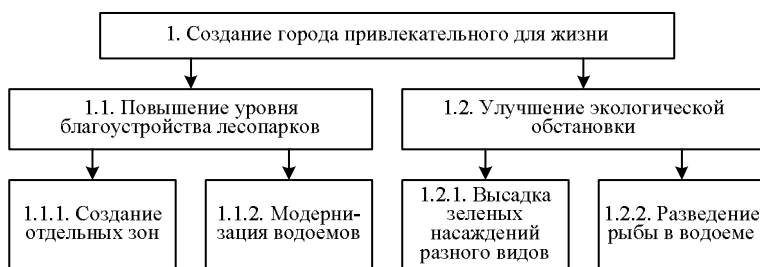 1. Создание города привлекательного для жизни
1.1. Повышение уровня
благоустройства лесопарков
1.2. Улучшение экологической
обстановки
1.1.1. Создание
отдельных зон
1.1.2. Модерни-
зация водоемов
1.2.1. Высадка
зеленых
насаждений
разного видов
1.2.2. Разведение
рыбы в водоеме